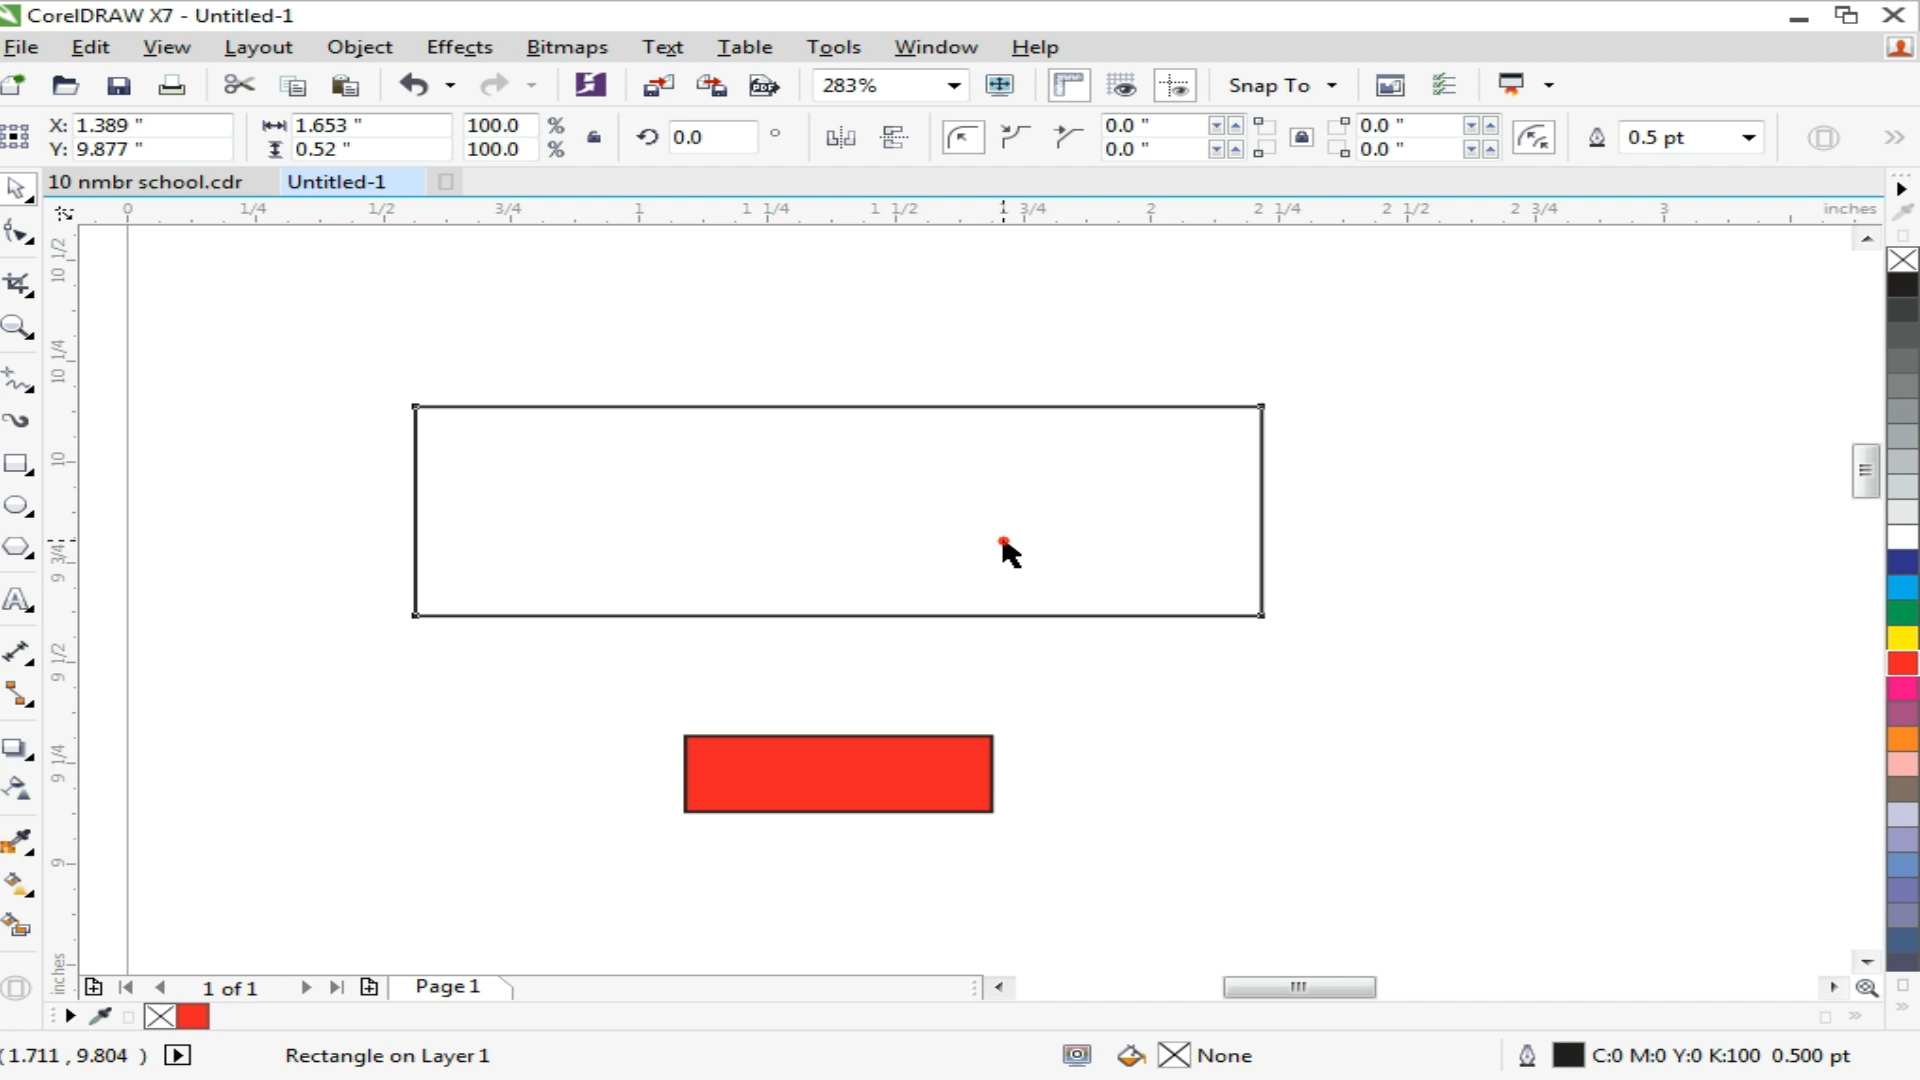 CorelDRAW X7 - Untitled-1
File Edit View Layout Object Effects Bitmaps Text Table Tools Window Help
283% Snap To
X: 1.389 " 1.653 " 100.0 % 0.0 ° 0.0 " 0.0 " 0.5 pt
Y: 9.877 " 0.52 " 100.0 % 0.0 " 0.0 "
10 nmbr school.cdr Untitled-1
0 1/4 1/2 3/4 1 1 1/4 1 1/2 1 3/4 2 2 1/4 2 1/2 2 3/4 3 inches
10 1/2
10 1/4
10
9 3/4
9 1/2
9 1/4
9
inches
1 of 1 Page 1
(1.711 , 9.804 ) Rectangle on Layer 1 None C:0 M:0 Y:0 K:100 0.500 pt